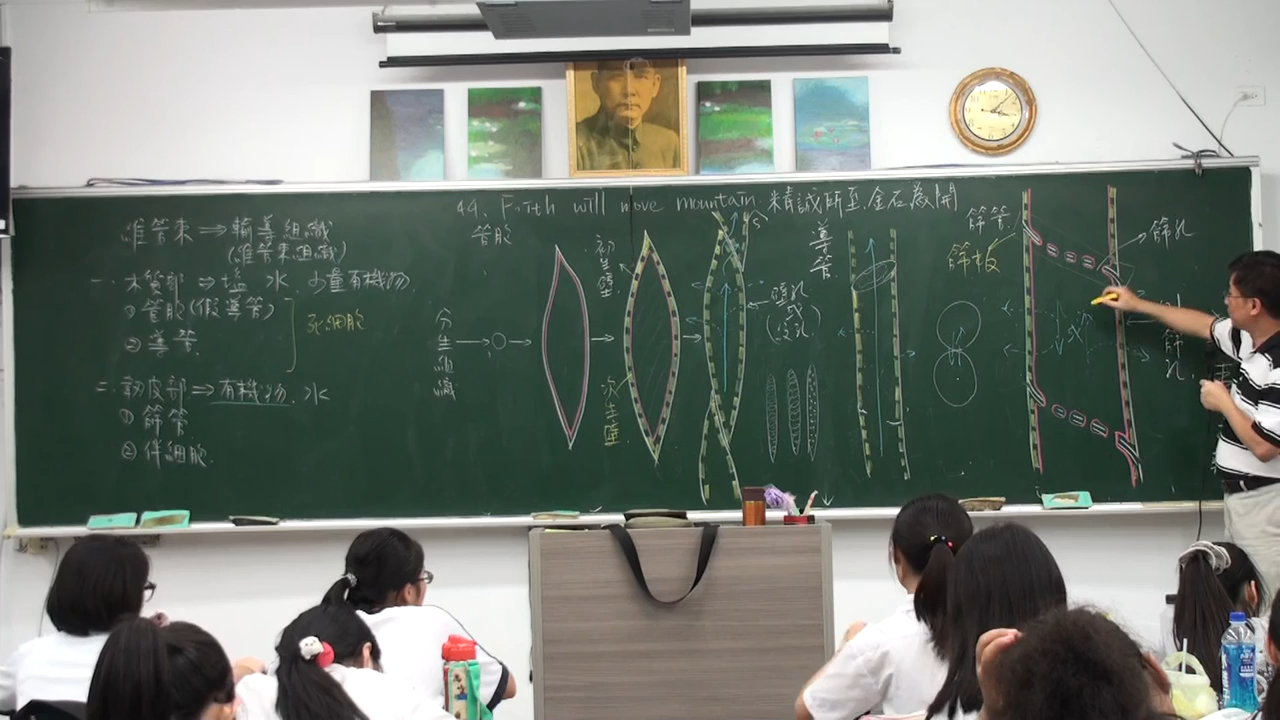 44. Faith will move mountain. 精誠所至,金石為開
維管束⇒輸導組織
(維管束組織)
一. 木質部⇒塩 水 少量有機物
①管胞(假導管)
②導管
死細胞
二. 韌皮部⇒有機物. 水
①篩管
②伴細胞.
管胞
分生組織
初生壁
次生壁
壁孔
或
(紋孔)
導管
篩管
篩板
篩孔